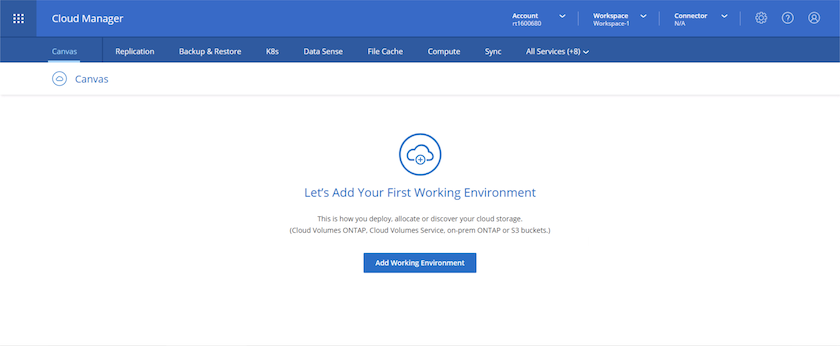 Cloud Manager
Account
rr1600680
Workspace
Workspace-1
Connector
N/A
Canvas
Replication
Backup & Restore
K8s
Data Sense
File Cache
Compute
Sync
All Services (+8)
Canvas
Let's Add Your First Working Environment
This is how you deploy, allocate or discover your cloud storage.
(Cloud Volumes ONTAP, Cloud Volumes Service, on-prem ONTAP or S3 buckets.)
Add Working Environment